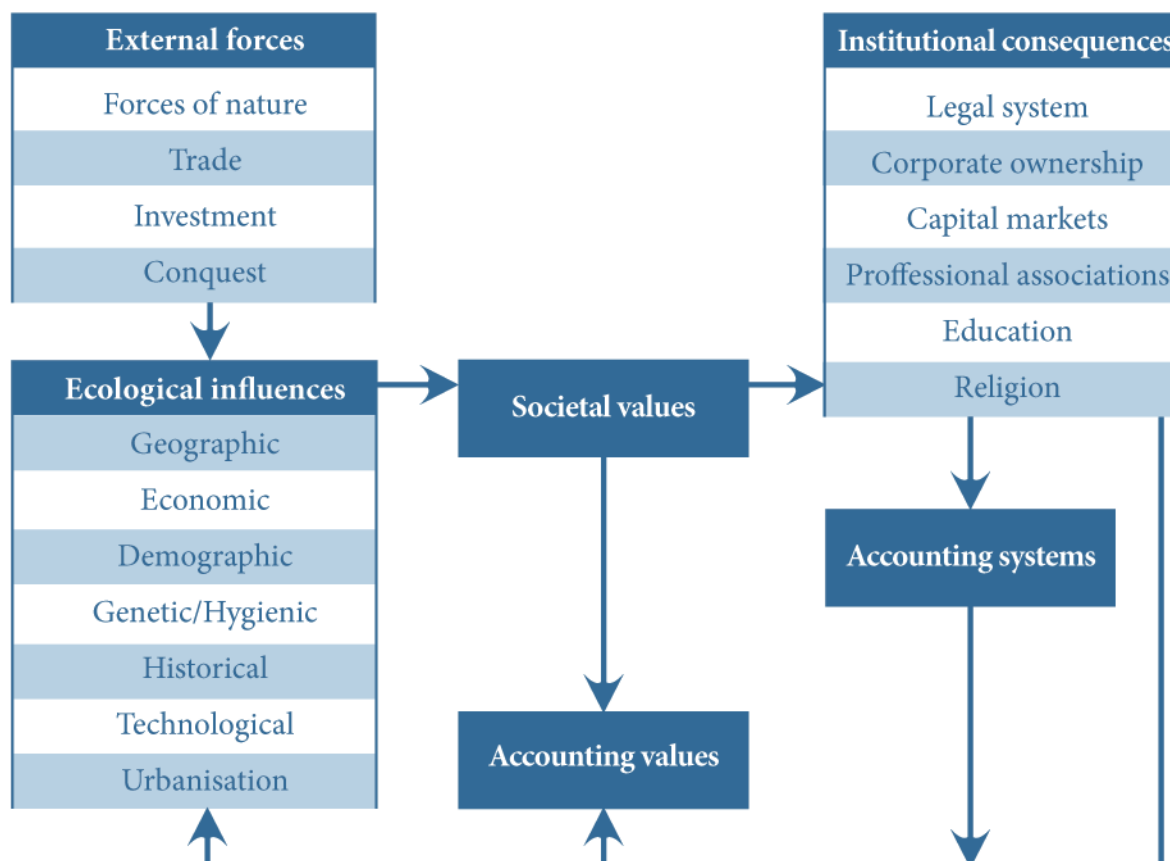 External forces
Forces of nature
Trade
Investment
Conquest
Ecological influences
Geographic
Economic
Demographic
Genetic/Hygienic
Historical
Technological
Urbanisation
Societal values
Accounting values
Institutional consequences
Legal system
Corporate ownership
Capital markets
Proffessional associations
Education
Religion
Accounting systems